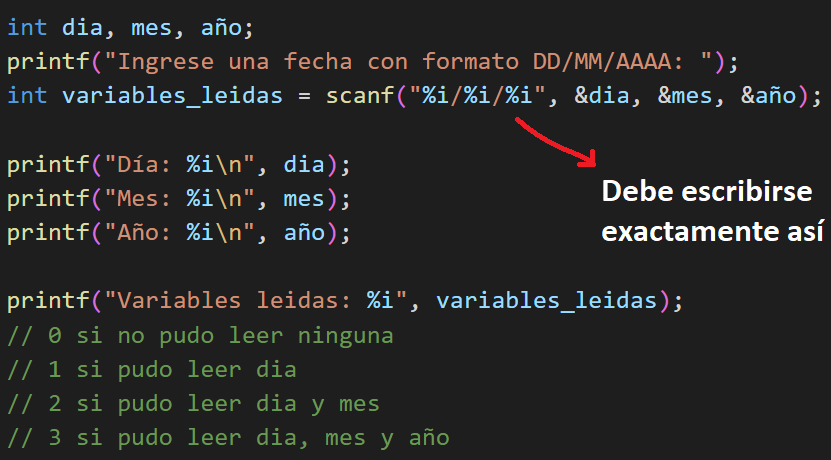 int dia, mes, año;
printf("Ingrese una fecha con formato DD/MM/AAAA: ");
int variables_leidas = scanf("%i/%i/%i", &dia, &mes, &año);
printf("Día: %i\n", dia);
printf("Mes: %i\n", mes);
printf("Año: %i\n", año);
Debe escribirse
exactamente así
printf("Variables leidas: %i", variables_leidas);
// 0 si no pudo leer ninguna
// 1 si pudo leer dia
// 2 si pudo leer dia y mes
// 3 si pudo leer dia, mes y año